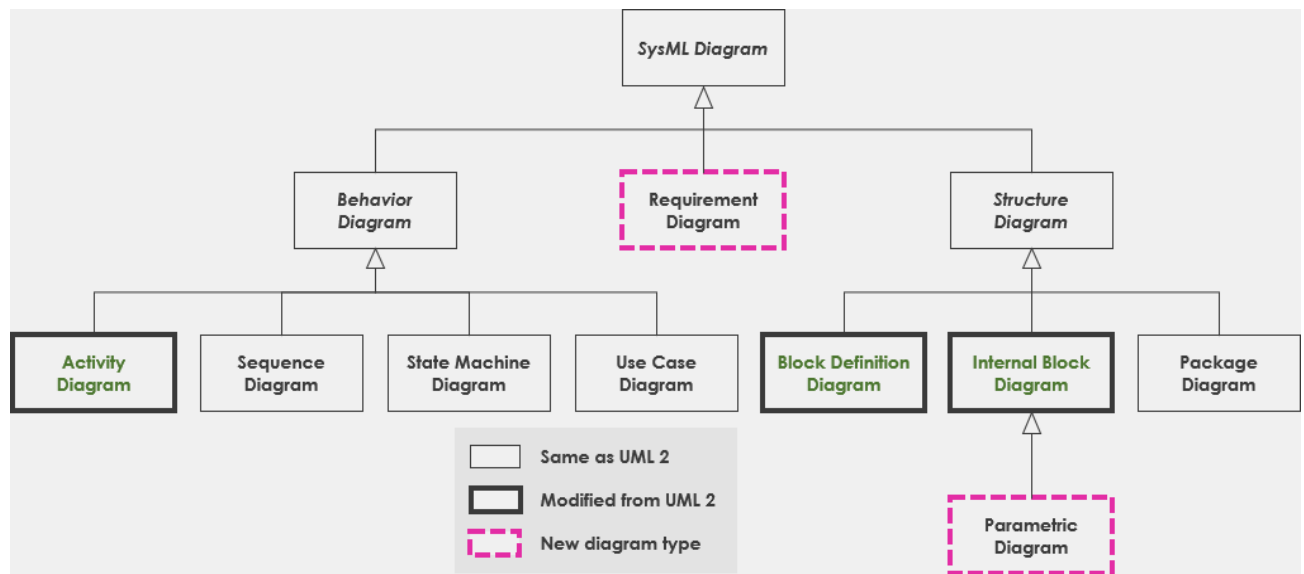 SysML Diagram
Behavior
Diagram
Requirement
Diagram
Structure
Diagram
Activity
Diagram
Sequence
Diagram
State Machine
Diagram
Use Case
Diagram
Block Definition
Diagram
Internal Block
Diagram
Package
Diagram
Same as UML 2
Modified from UML 2
New diagram type
Parametric
Diagram